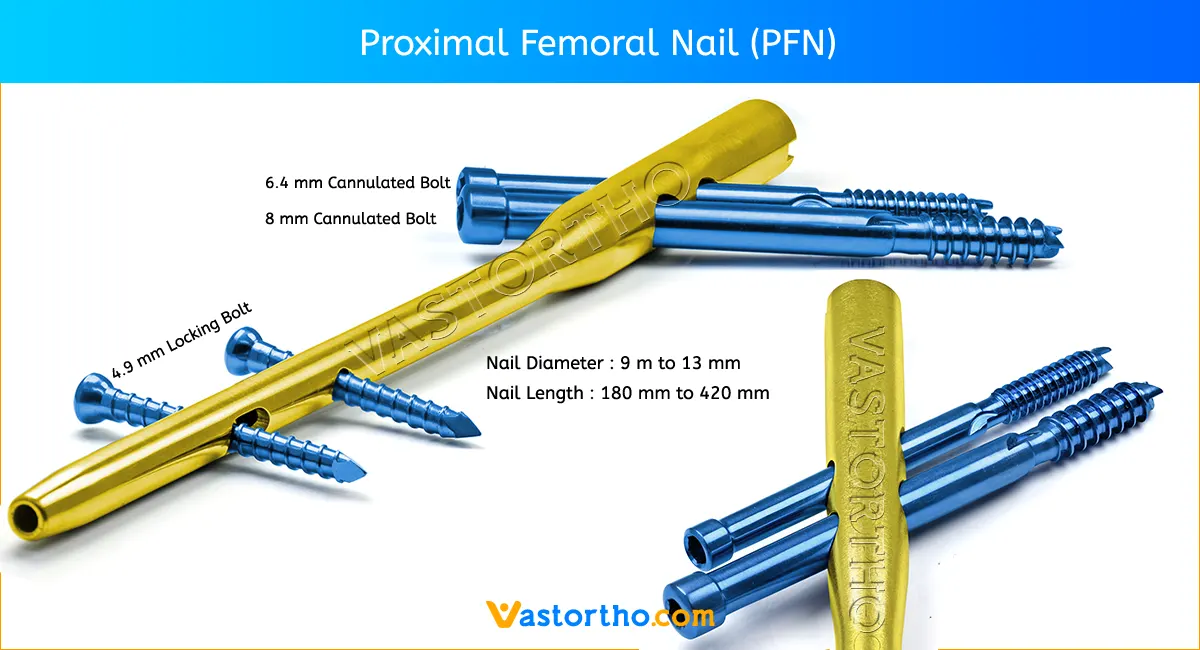 Proximal Femoral Nail (PFN)
6.4 mm Cannulated Bolt
8 mm Cannulated Bolt
VASTORTHO
4.9 mm Locking Bolt
Nail Diameter : 9 m to 13 mm
Nail Length : 180 mm to 420 mm
VASTORTHO
Vastortho.com